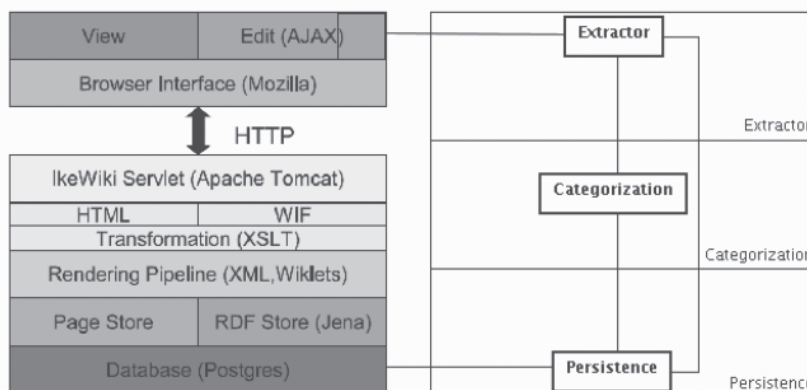 View
Edit (AJAX)
Browser Interface (Mozilla)
HTTP
IkeWiki Servlet (Apache Tomcat)
HTML
WIF
Transformation (XSLT)
Rendering Pipeline (XML,Wiklets)
Page Store
RDF Store (Jena)
Database (Postgres)
Extractor
Extractor
Categorization
Categorization
Persistence
Persistence